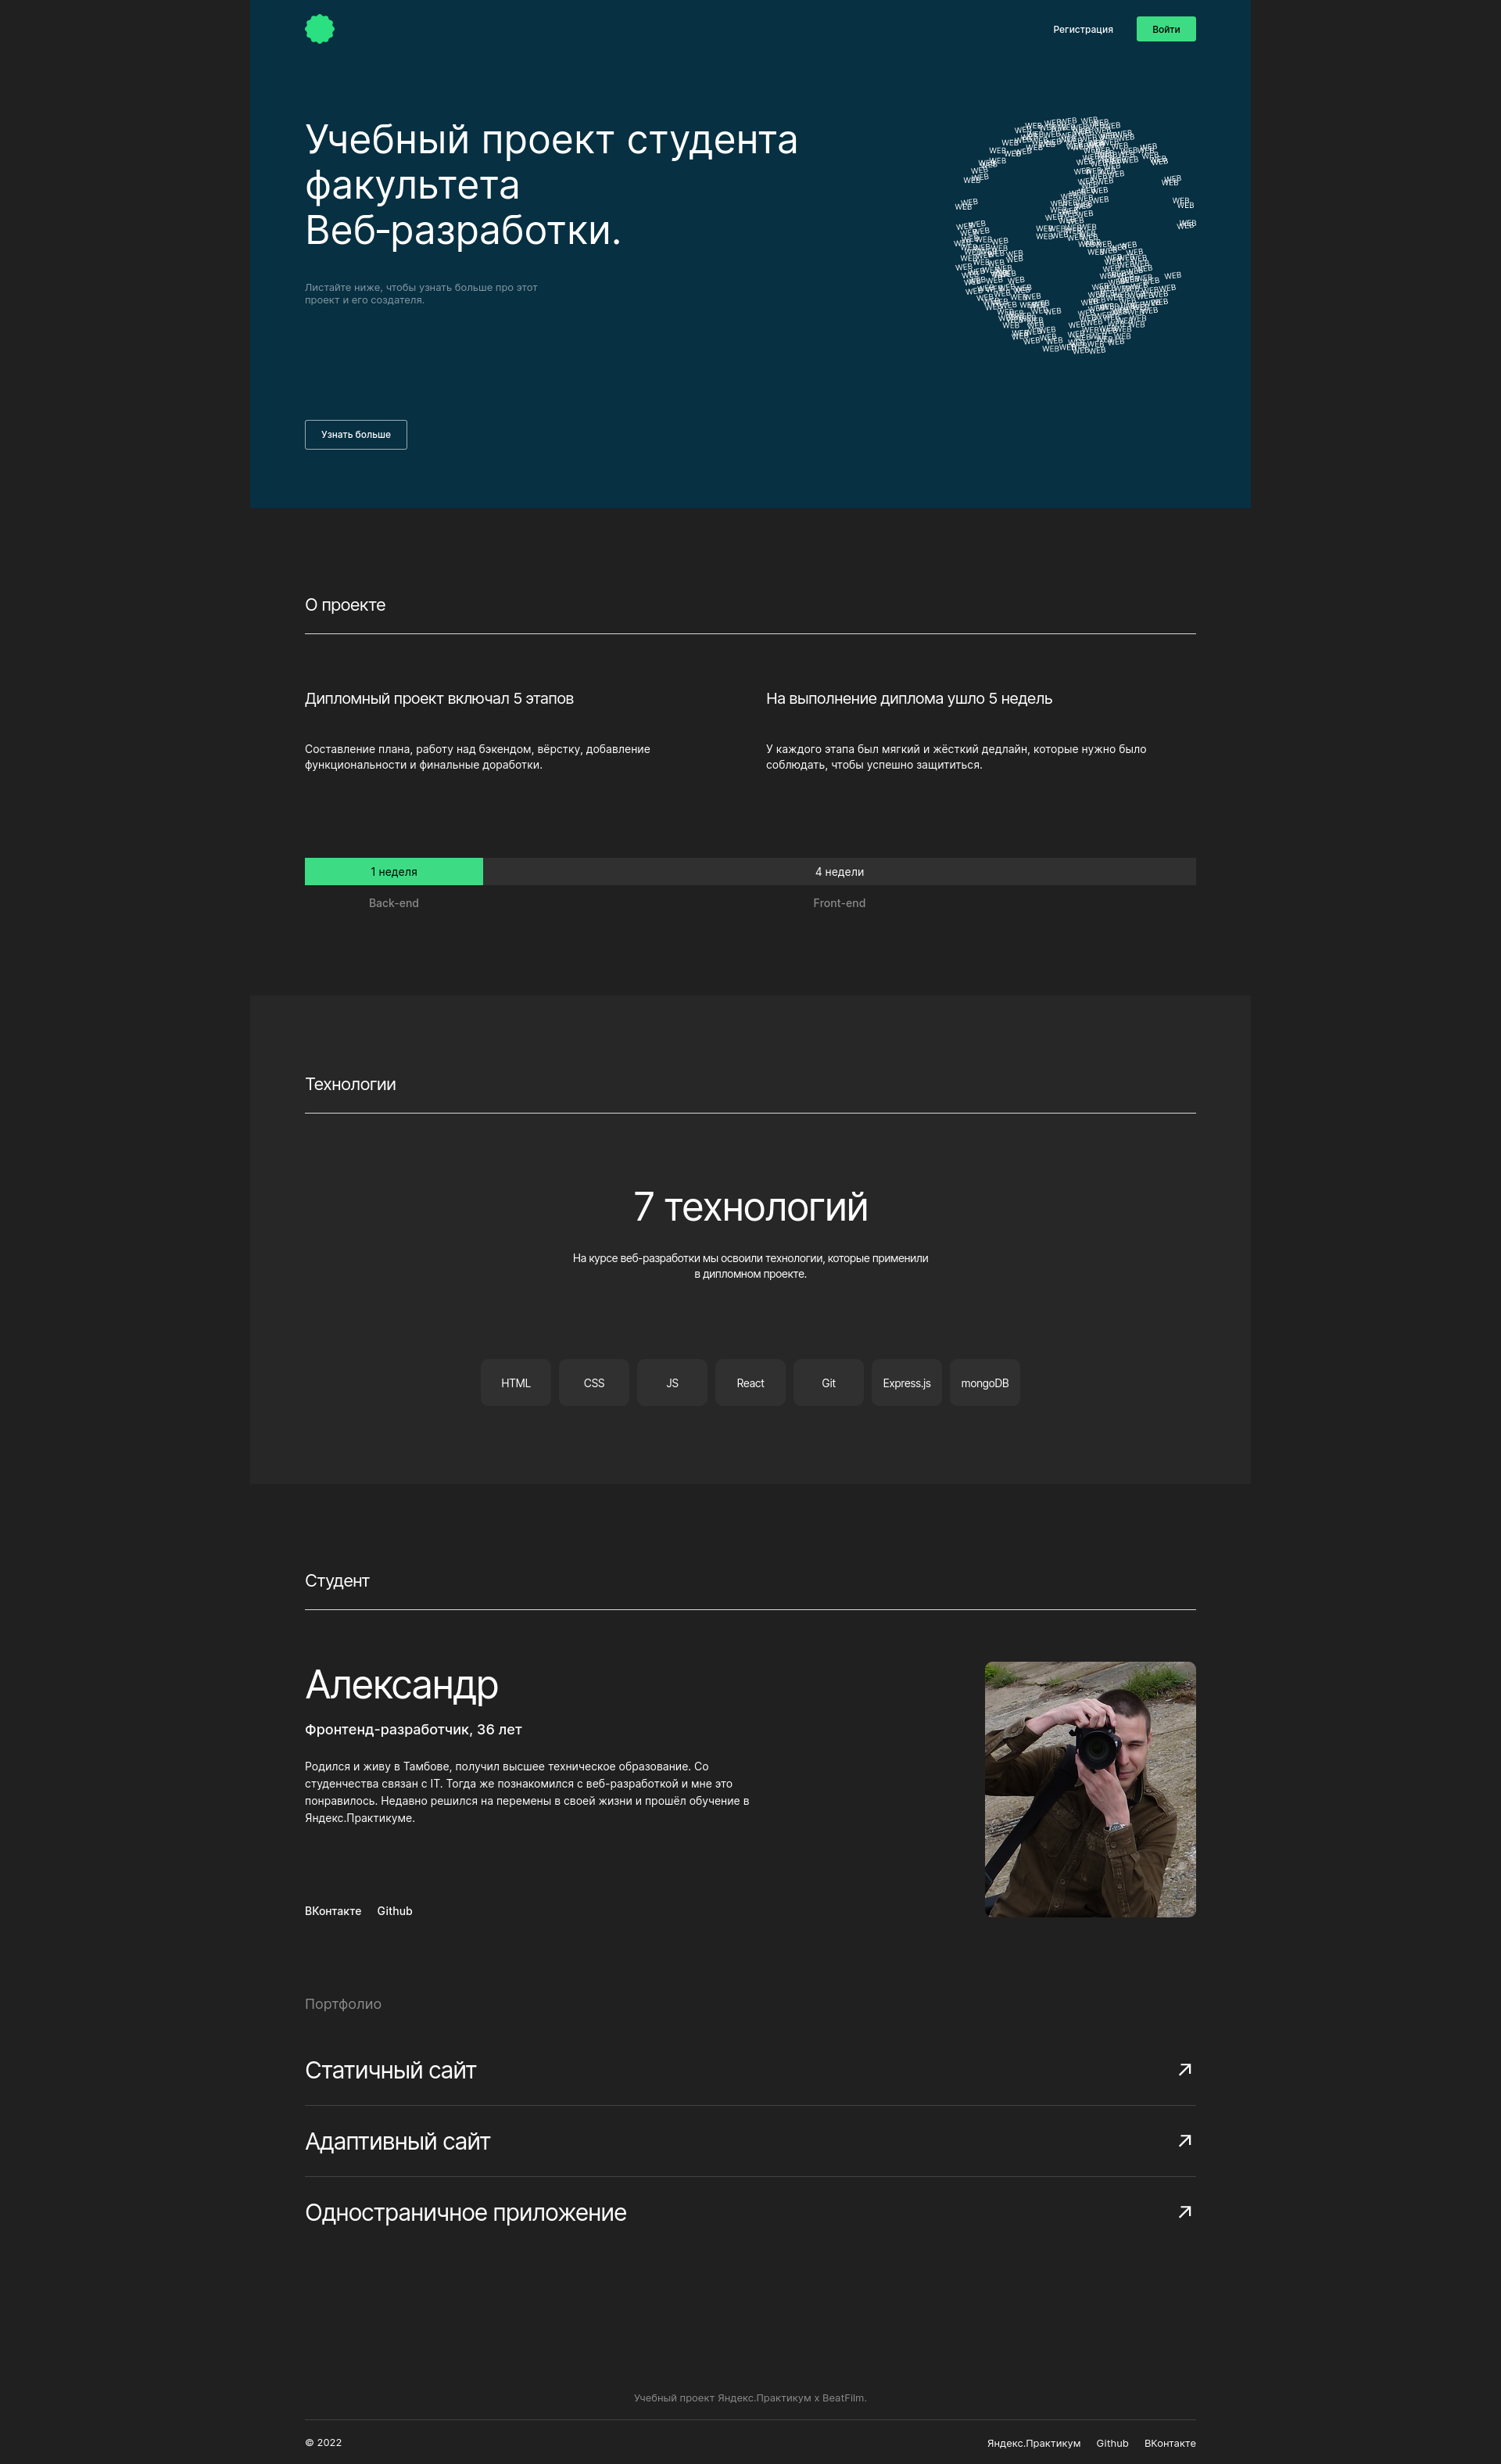 Регистрация
Войти
Учебный проект студента
факультета
Веб-разработки.
Листайте ниже, чтобы узнать больше про этот
проект и его создателя.
WEB
Узнать больше
О проекте
Дипломный проект включал 5 этапов
Составление плана, работу над бэкендом, вёрстку, добавление
функциональности и финальные доработки.
На выполнение диплома ушло 5 недель
У каждого этапа был мягкий и жёсткий дедлайн, которые нужно было
соблюдать, чтобы успешно защититься.
1 неделя
4 недели
Back-end
Front-end
Технологии
7 технологий
На курсе веб-разработки мы освоили технологии, которые применили
в дипломном проекте.
HTML
CSS
JS
React
Git
Express.js
mongoDB
Студент
Александр
Фронтенд-разработчик, 36 лет
Родился и живу в Тамбове, получил высшее техническое образование. Со
студенчества связан с IT. Тогда же познакомился с веб-разработкой и мне это
понравилось. Недавно решился на перемены в своей жизни и прошёл обучение в
Яндекс.Практикуме.
ВКонтакте
Github
Портфолио
Статичный сайт
Адаптивный сайт
Одностраничное приложение
Учебный проект Яндекс.Практикум х BeatFilm.
© 2022
Яндекс.Практикум
Github
ВКонтакте